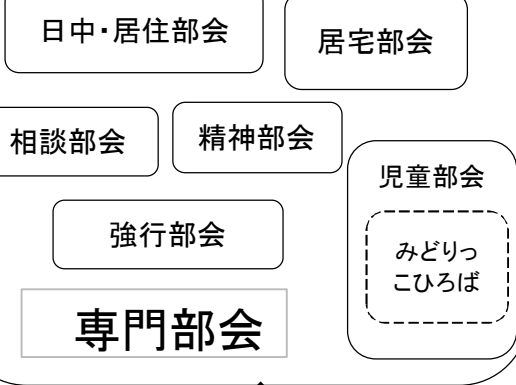 日中・居住部会
居宅部会
相談部会
精神部会
児童部会
強行部会
みどりっ
こひろば
専門部会